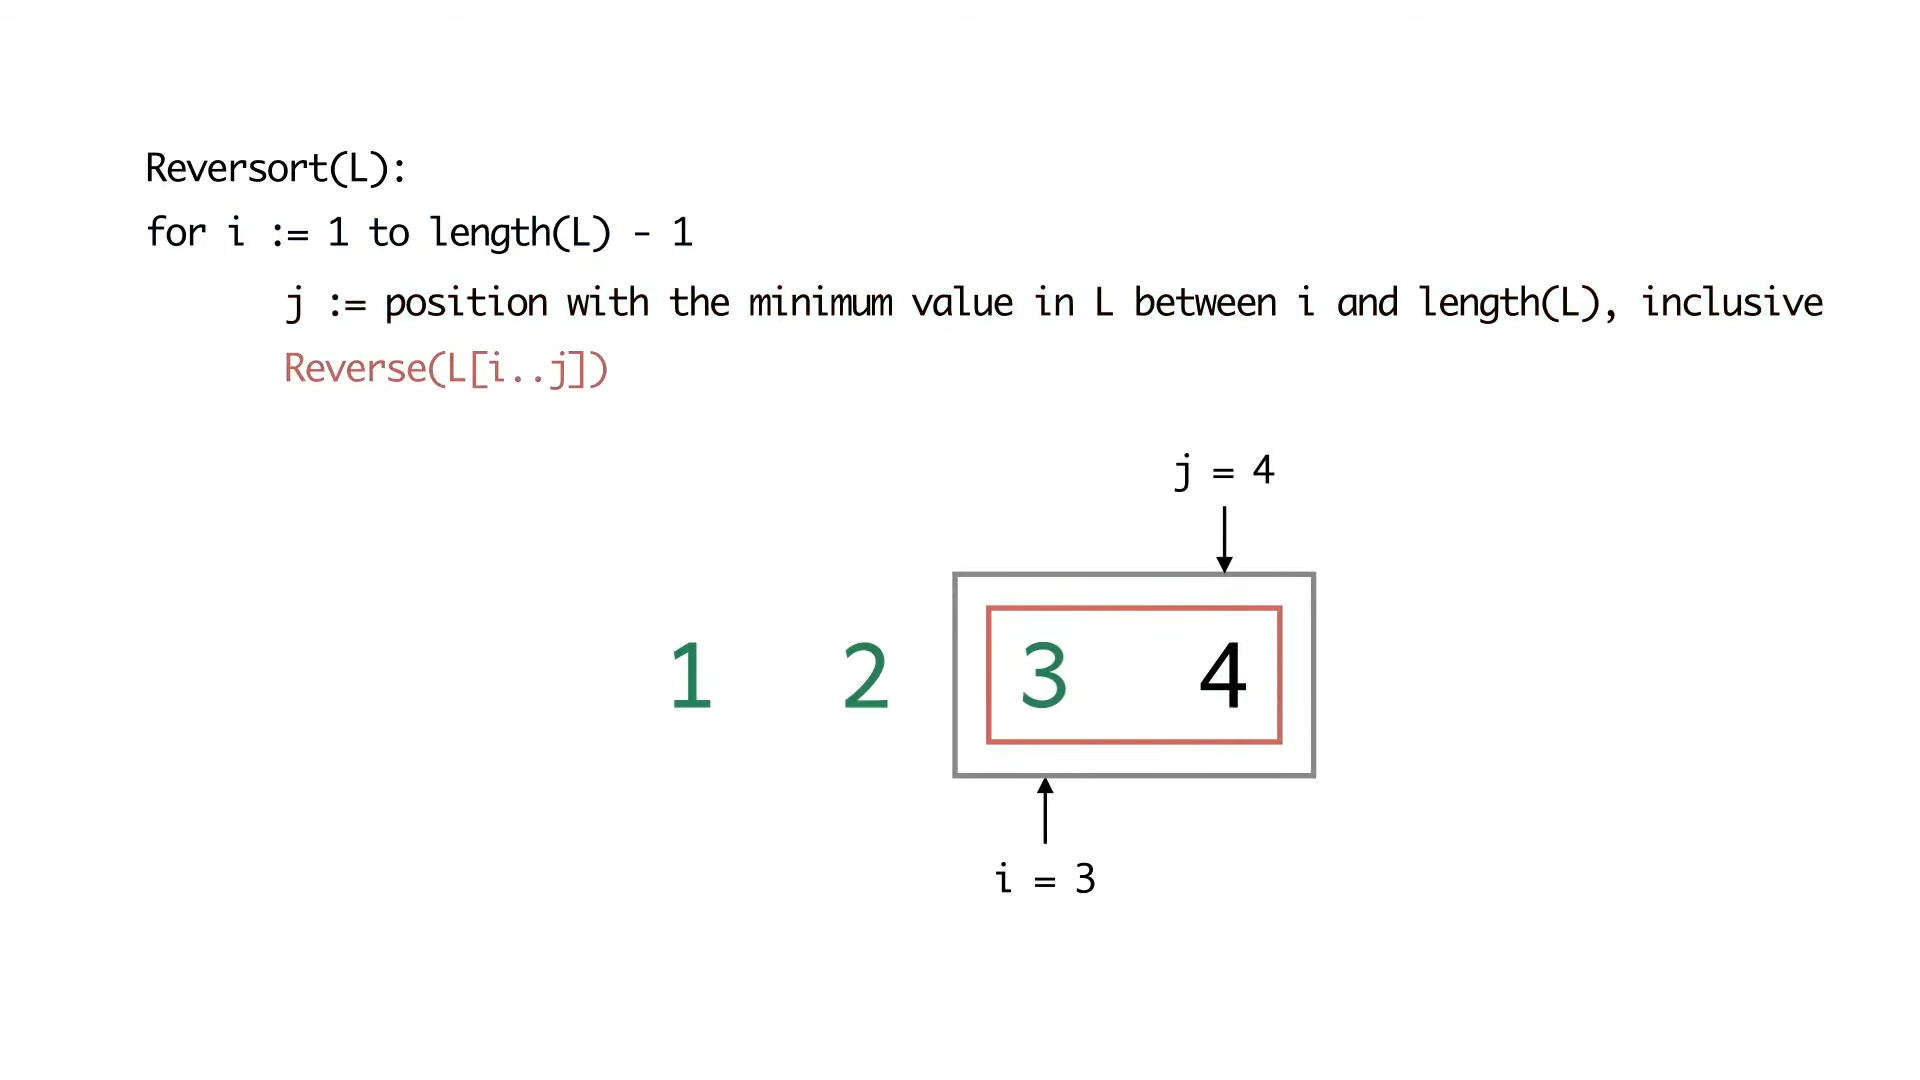 Reversort(L):
for i := 1 to length(L) - 1
j := position with the minimum value in L between i and length(L), inclusive
Reverse(L[i..j])
j = 4
1 2 3 4
i = 3